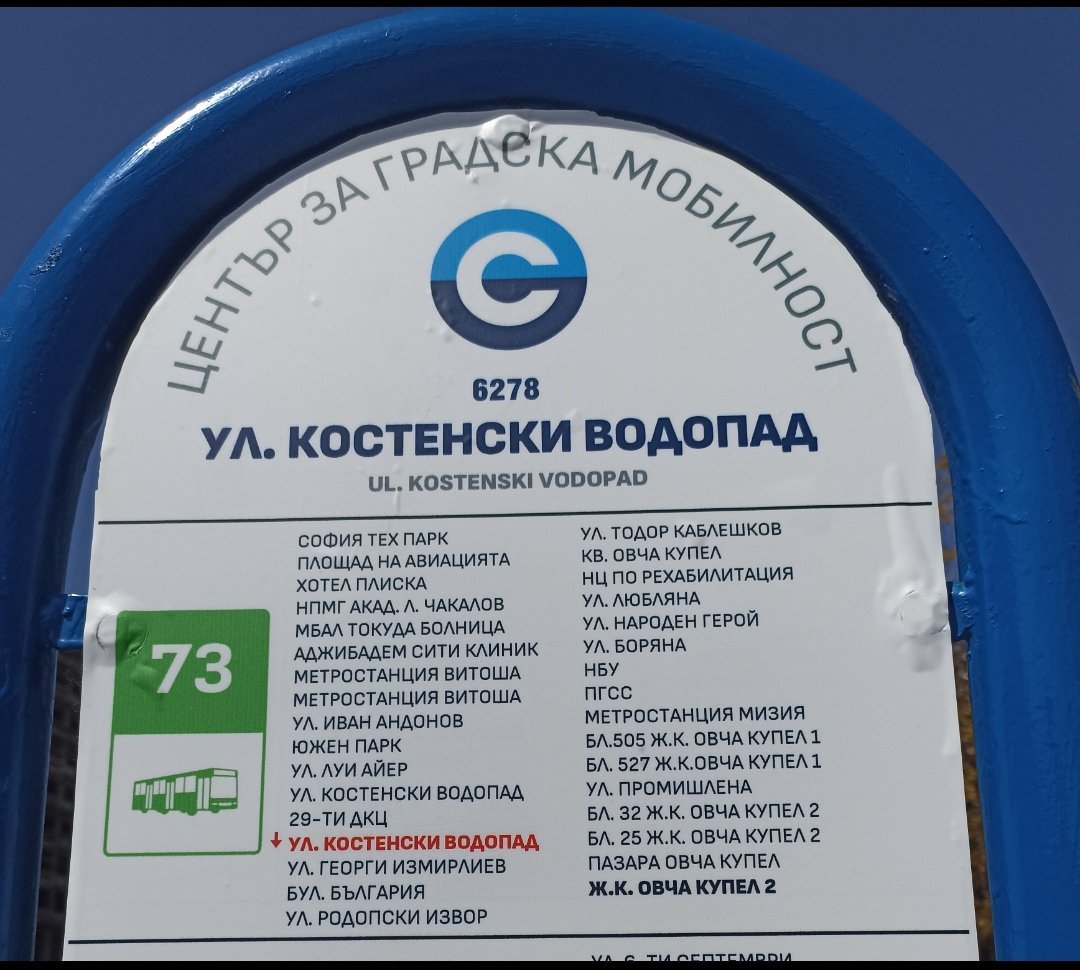 ЦЕНТЪР ЗА ГРАДСКА МОБИЛНОСТ
6278
УЛ. КОСТЕНСКИ ВОДОПАД
UL. KOSTENSKI VODOPAD
73
СОФИЯ ТЕХ ПАРК
ПЛОЩАД НА АВИАЦИЯТА
ХОТЕЛ ПЛИСКА
НПМГ АКАД. Л. ЧАКАЛОВ
МБАЛ ТОКУДА БОЛНИЦА
АДЖИБАДЕМ СИТИ КЛИНИК
МЕТРОСТАНЦИЯ ВИТОША
МЕТРОСТАНЦИЯ ВИТОША
УЛ. ИВАН АНДОНОВ
ЮЖЕН ПАРК
УЛ. ЛУИ АЙЕР
УЛ. КОСТЕНСКИ ВОДОПАД
29-ТИ ДКЦ
↓ УЛ. КОСТЕНСКИ ВОДОПАД
УЛ. ГЕОРГИ ИЗМИРЛИЕВ
БУЛ. БЪЛГАРИЯ
УЛ. РОДОПСКИ ИЗВОР
УЛ. ТОДОР КАБЛЕШКОВ
КВ. ОВЧА КУПЕЛ
НЦ ПО РЕХАБИЛИТАЦИЯ
УЛ. ЛЮБЛЯНА
УЛ. НАРОДЕН ГЕРОЙ
УЛ. БОРЯНА
НБУ
ПГСС
МЕТРОСТАНЦИЯ МИЗИЯ
БЛ.505 Ж.К. ОВЧА КУПЕЛ 1
БЛ. 527 Ж.К.ОВЧА КУПЕЛ 1
УЛ. ПРОМИШЛЕНА
БЛ. 32 Ж.К. ОВЧА КУПЕЛ 2
БЛ. 25 Ж.К. ОВЧА КУПЕЛ 2
ПАЗАРА ОВЧА КУПЕЛ
Ж.К. ОВЧА КУПЕЛ 2
УЛ. 6-ТИ СЕПТЕМВРИ